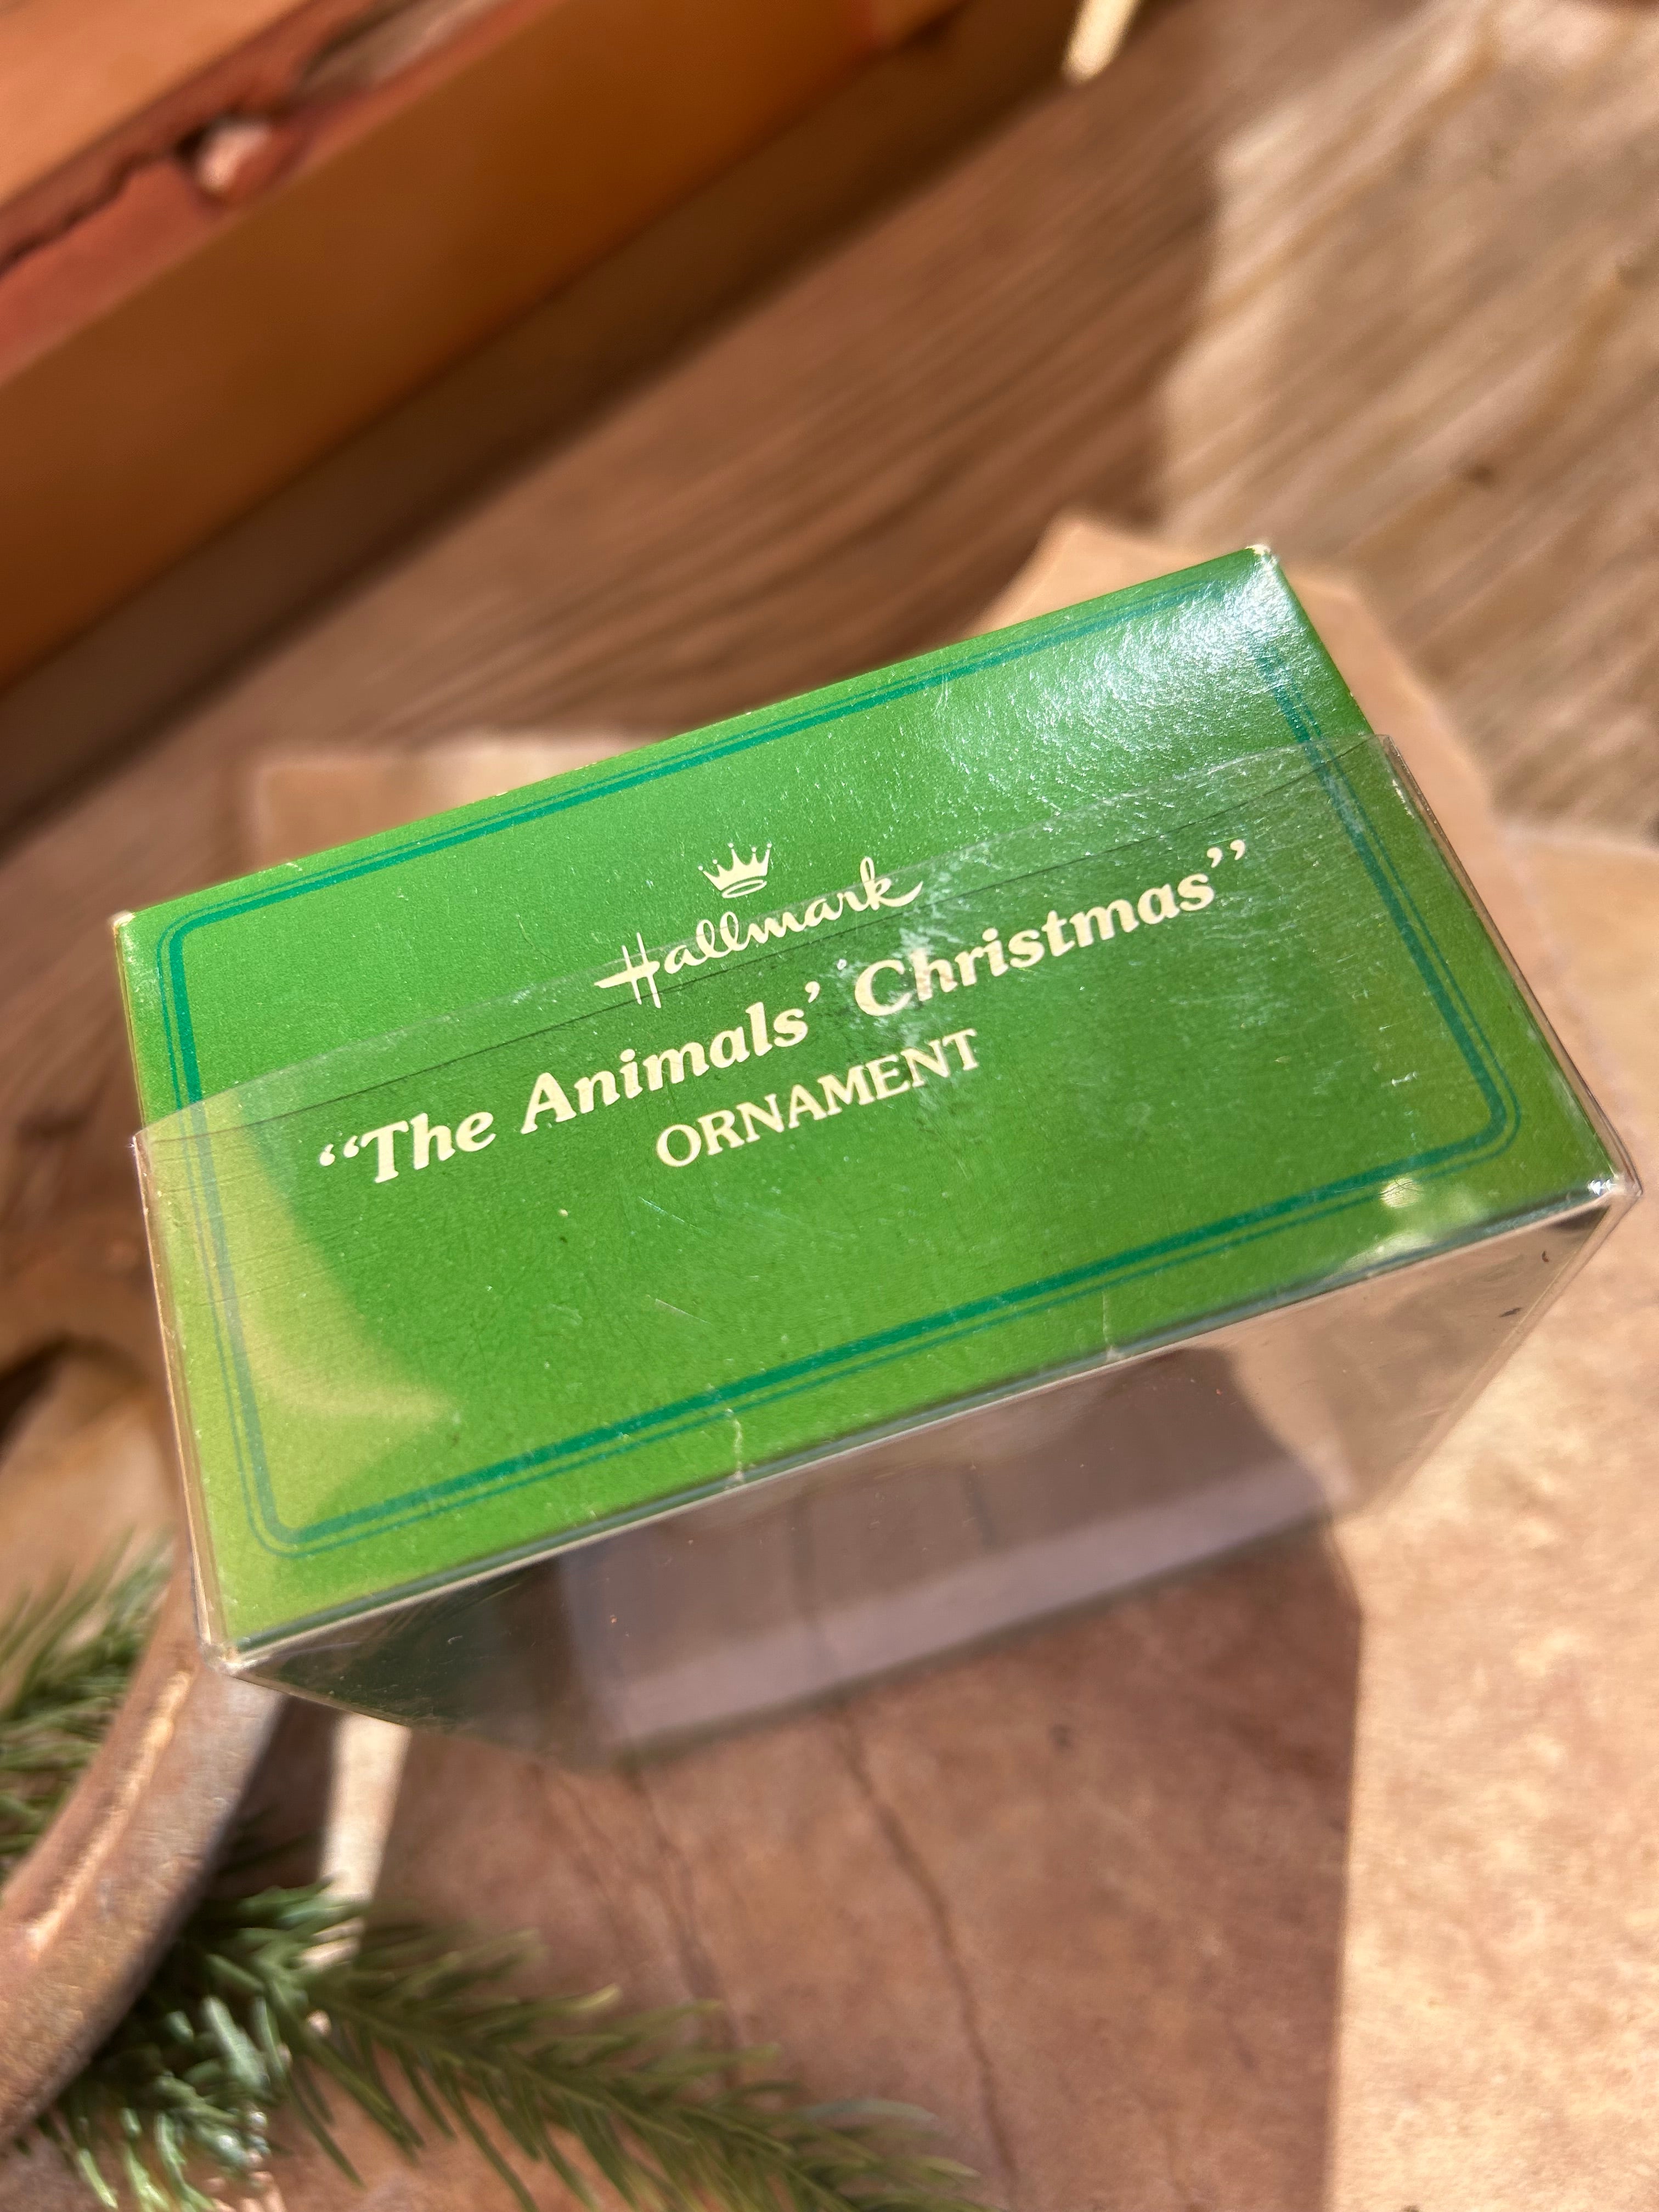 Hallmark
“The Animals’ Christmas”
ORNAMENT